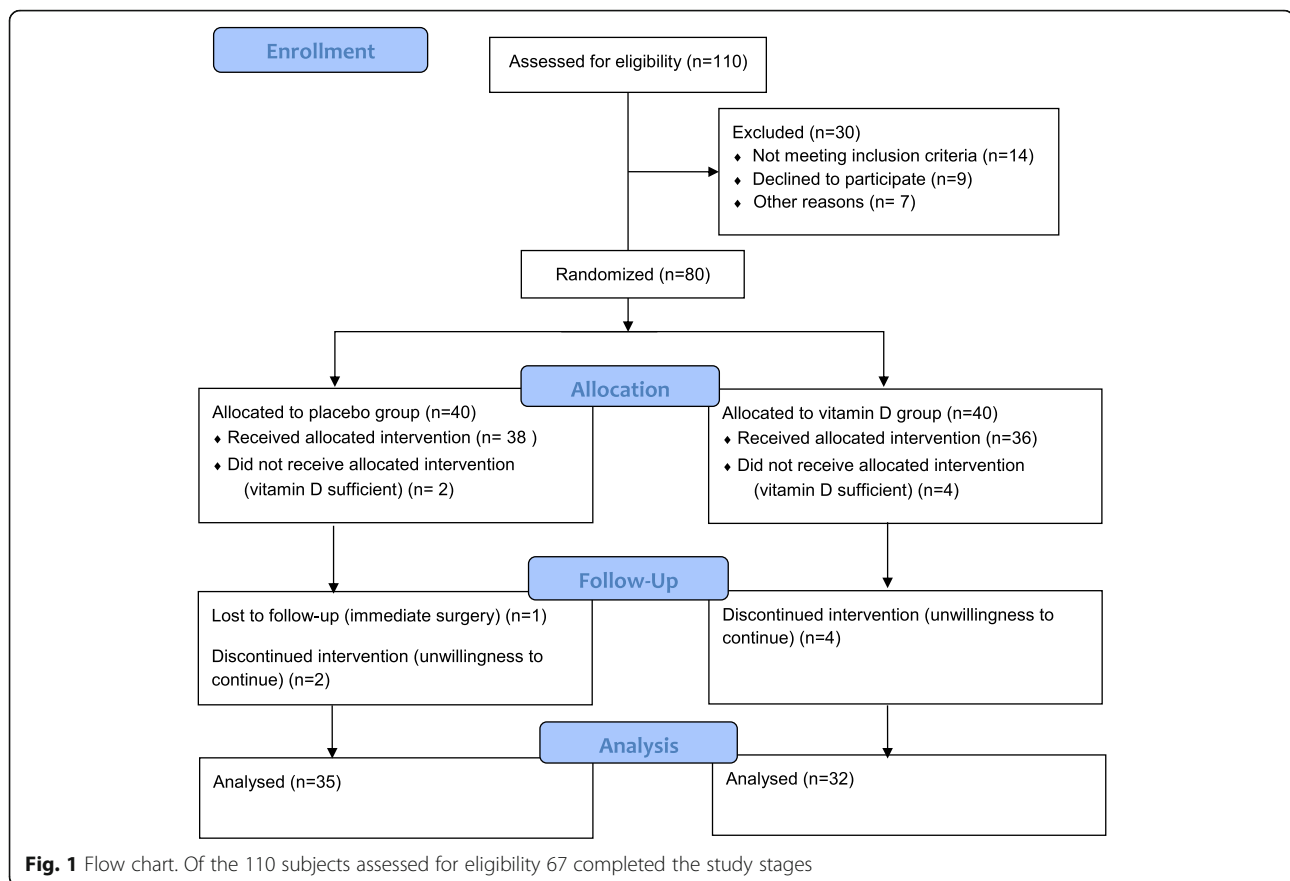 Enrollment
Assessed for eligibility (n=110)
Excluded (n=30)
♦ Not meeting inclusion criteria (n=14)
♦ Declined to participate (n=9)
♦ Other reasons (n= 7)
Randomized (n=80)
Allocation
Allocated to placebo group (n=40)
♦ Received allocated intervention (n= 38 )
♦ Did not receive allocated intervention
(vitamin D sufficient) (n= 2)
Allocated to vitamin D group (n=40)
♦ Received allocated intervention (n=36)
♦ Did not receive allocated intervention
(vitamin D sufficient) (n=4)
Follow-Up
Lost to follow-up (immediate surgery) (n=1)
Discontinued intervention (unwillingness to
continue) (n=2)
Discontinued intervention (unwillingness to
continue) (n=4)
Analysis
Analysed (n=35)
Analysed (n=32)
Fig. 1 Flow chart. Of the 110 subjects assessed for eligibility 67 completed the study stages